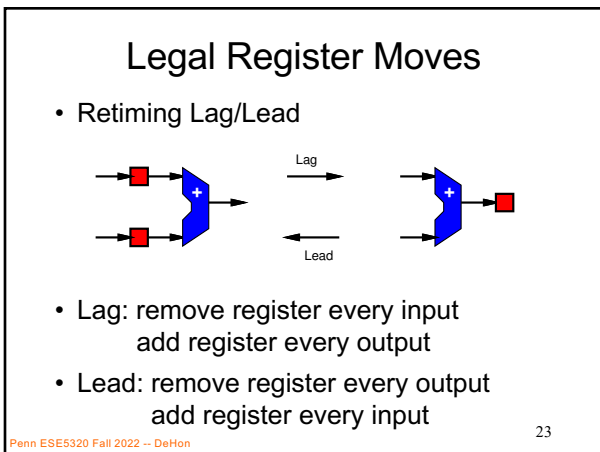 Legal Register Moves
• Retiming Lag/Lead
Lag
+
+
Lead
• Lag: remove register every input
add register every output
• Lead: remove register every output
add register every input
Penn ESE5320 Fall 2022 -- DeHon
23